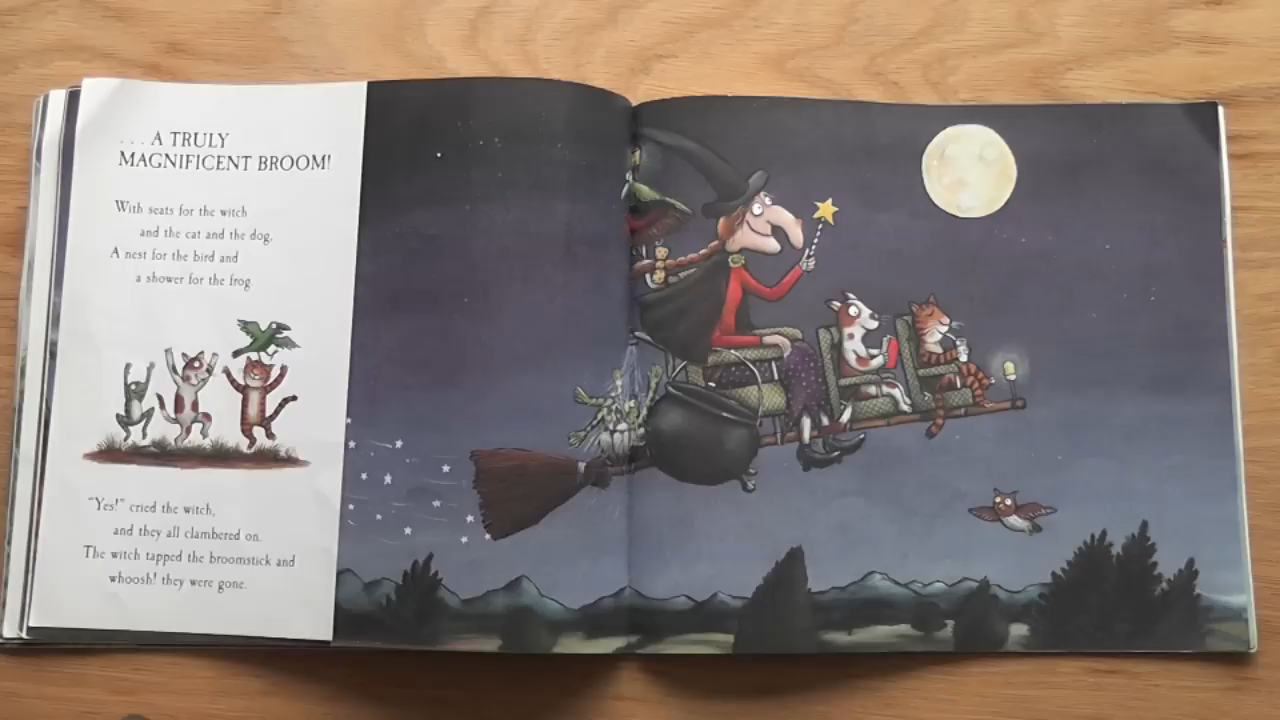 . . . A TRULY
MAGNIFICENT BROOM!
With seats for the witch
and the cat and the dog,
A nest for the bird and
a shower for the frog.
"Yes!" cried the witch,
and they all clambered on.
The witch tapped the broomstick and
whoosh! they were gone.